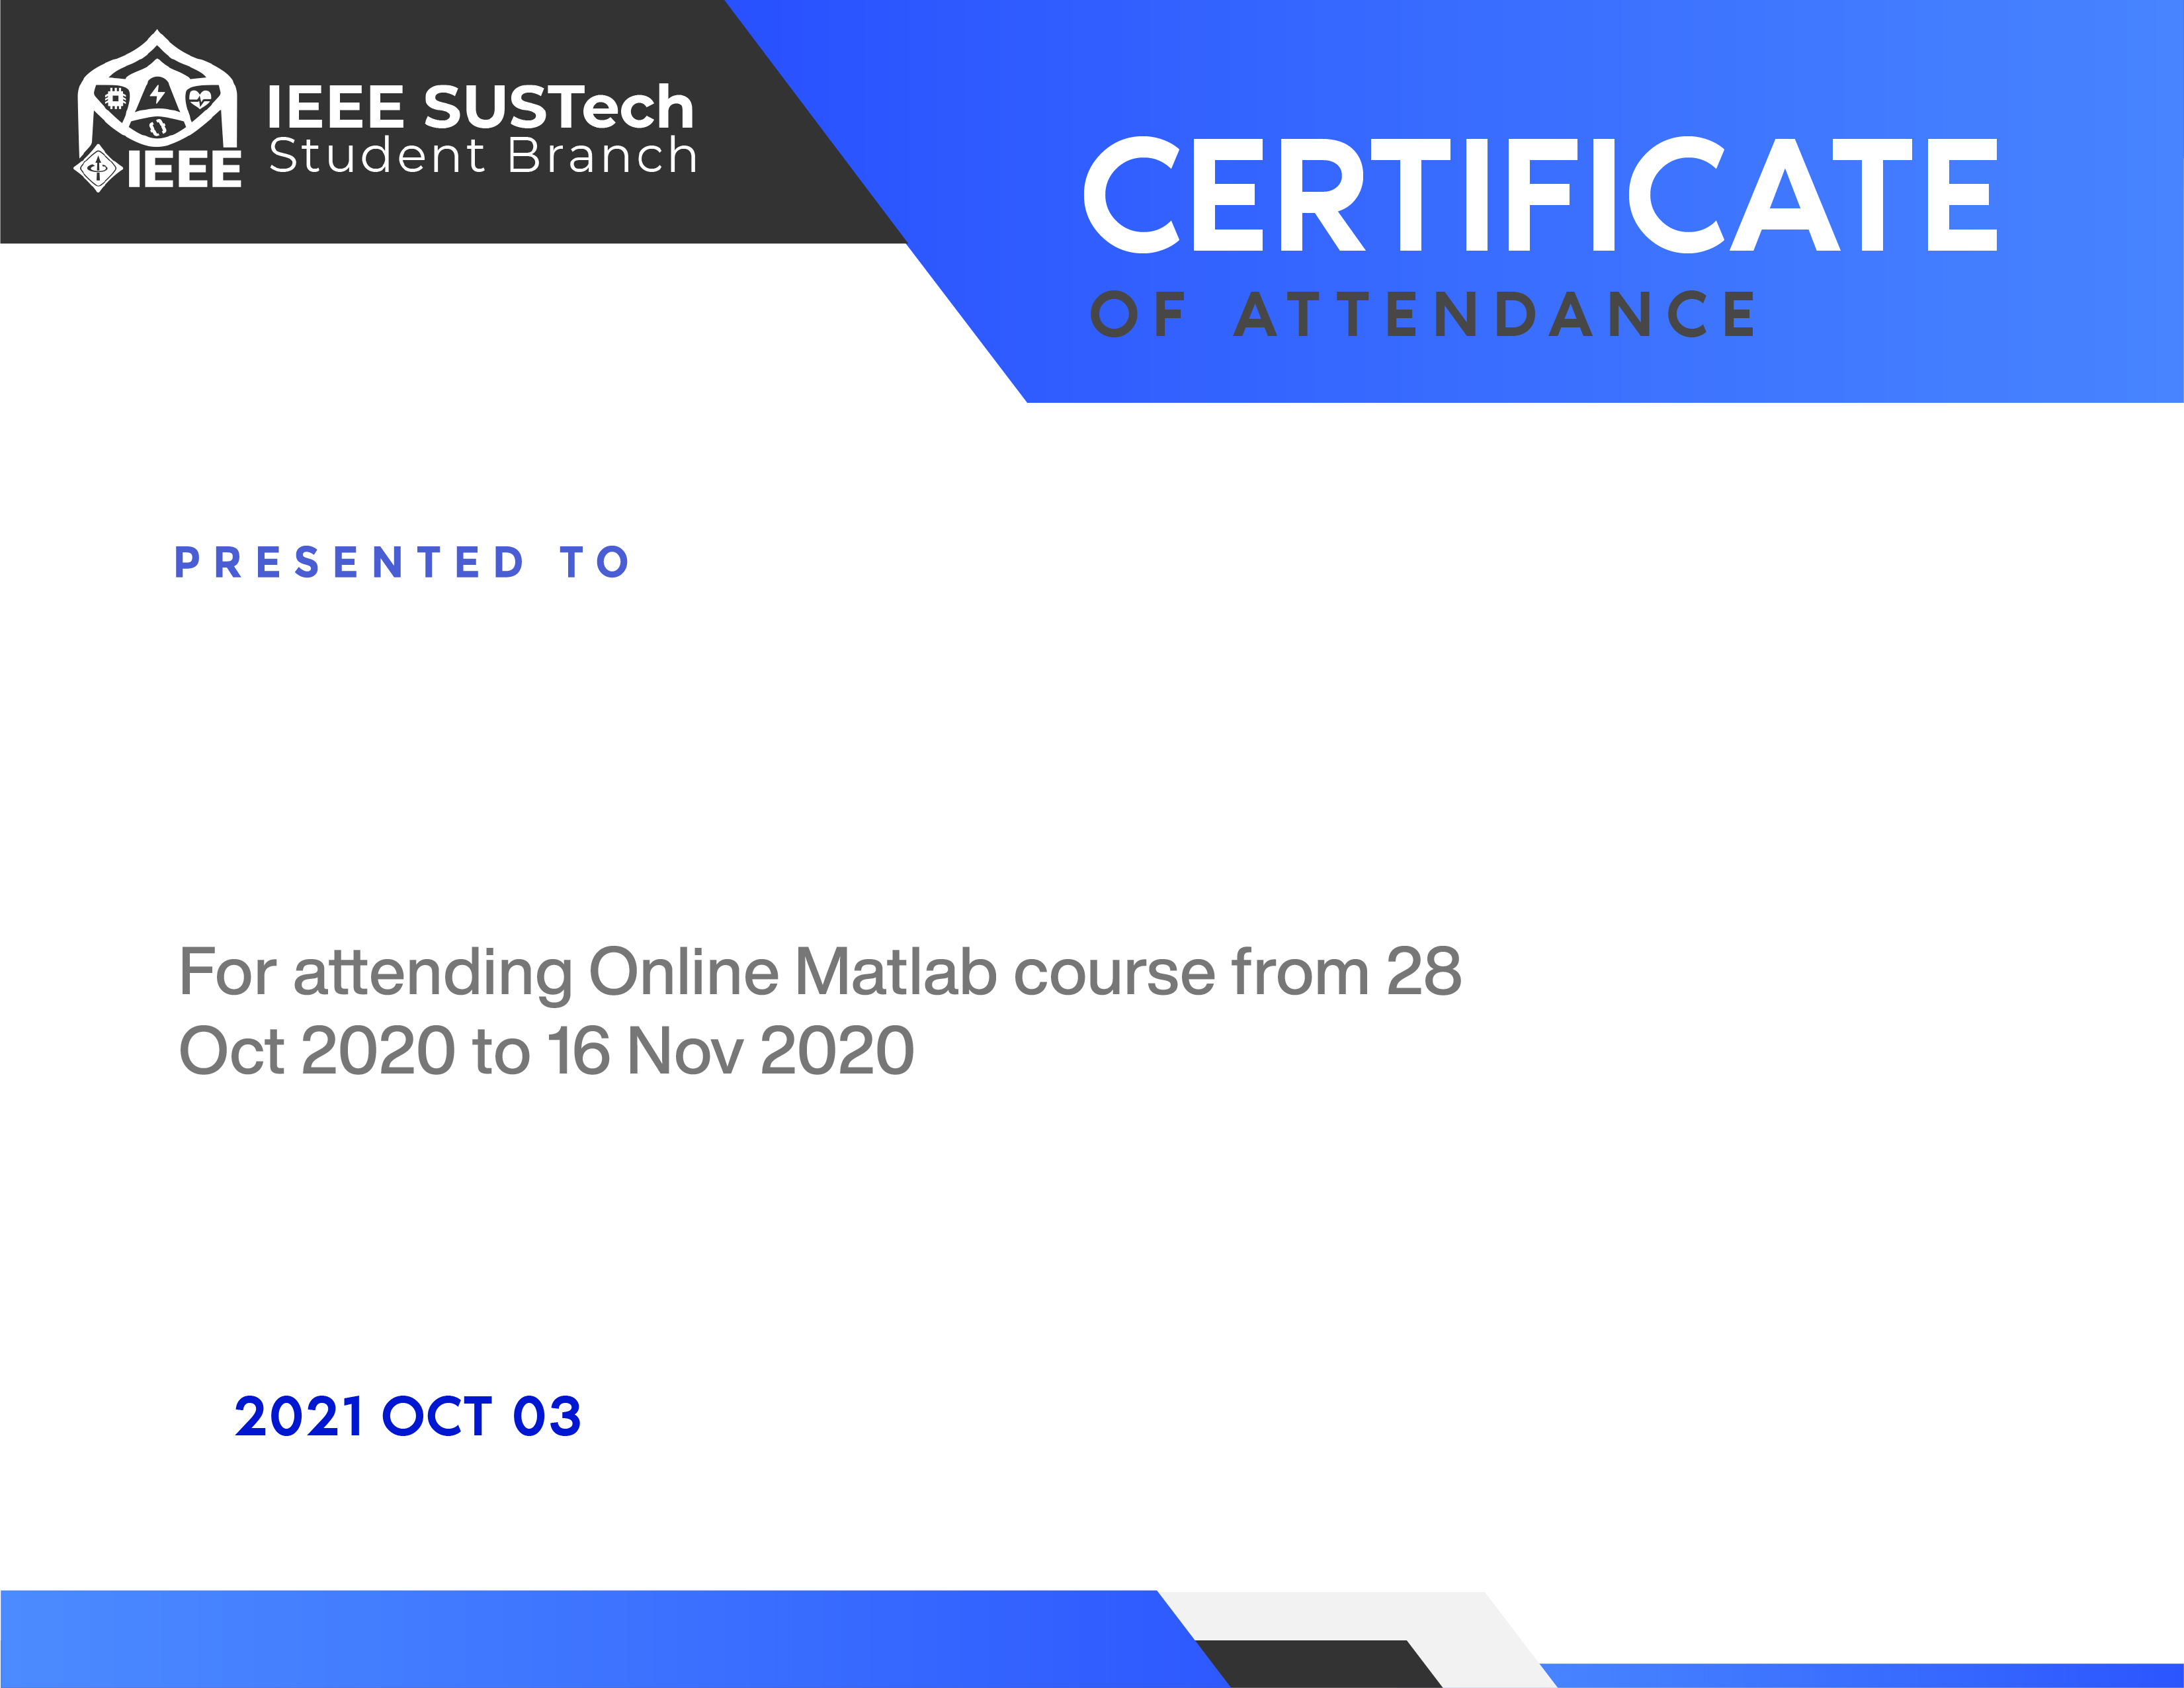 IEEE
IEEE SUSTech
Student Branch
CERTIFICATE
OF ATTENDANCE
PRESENTED TO
For attending Online Matlab course from 28
Oct 2020 to 16 Nov 2020
2021 OCT 03